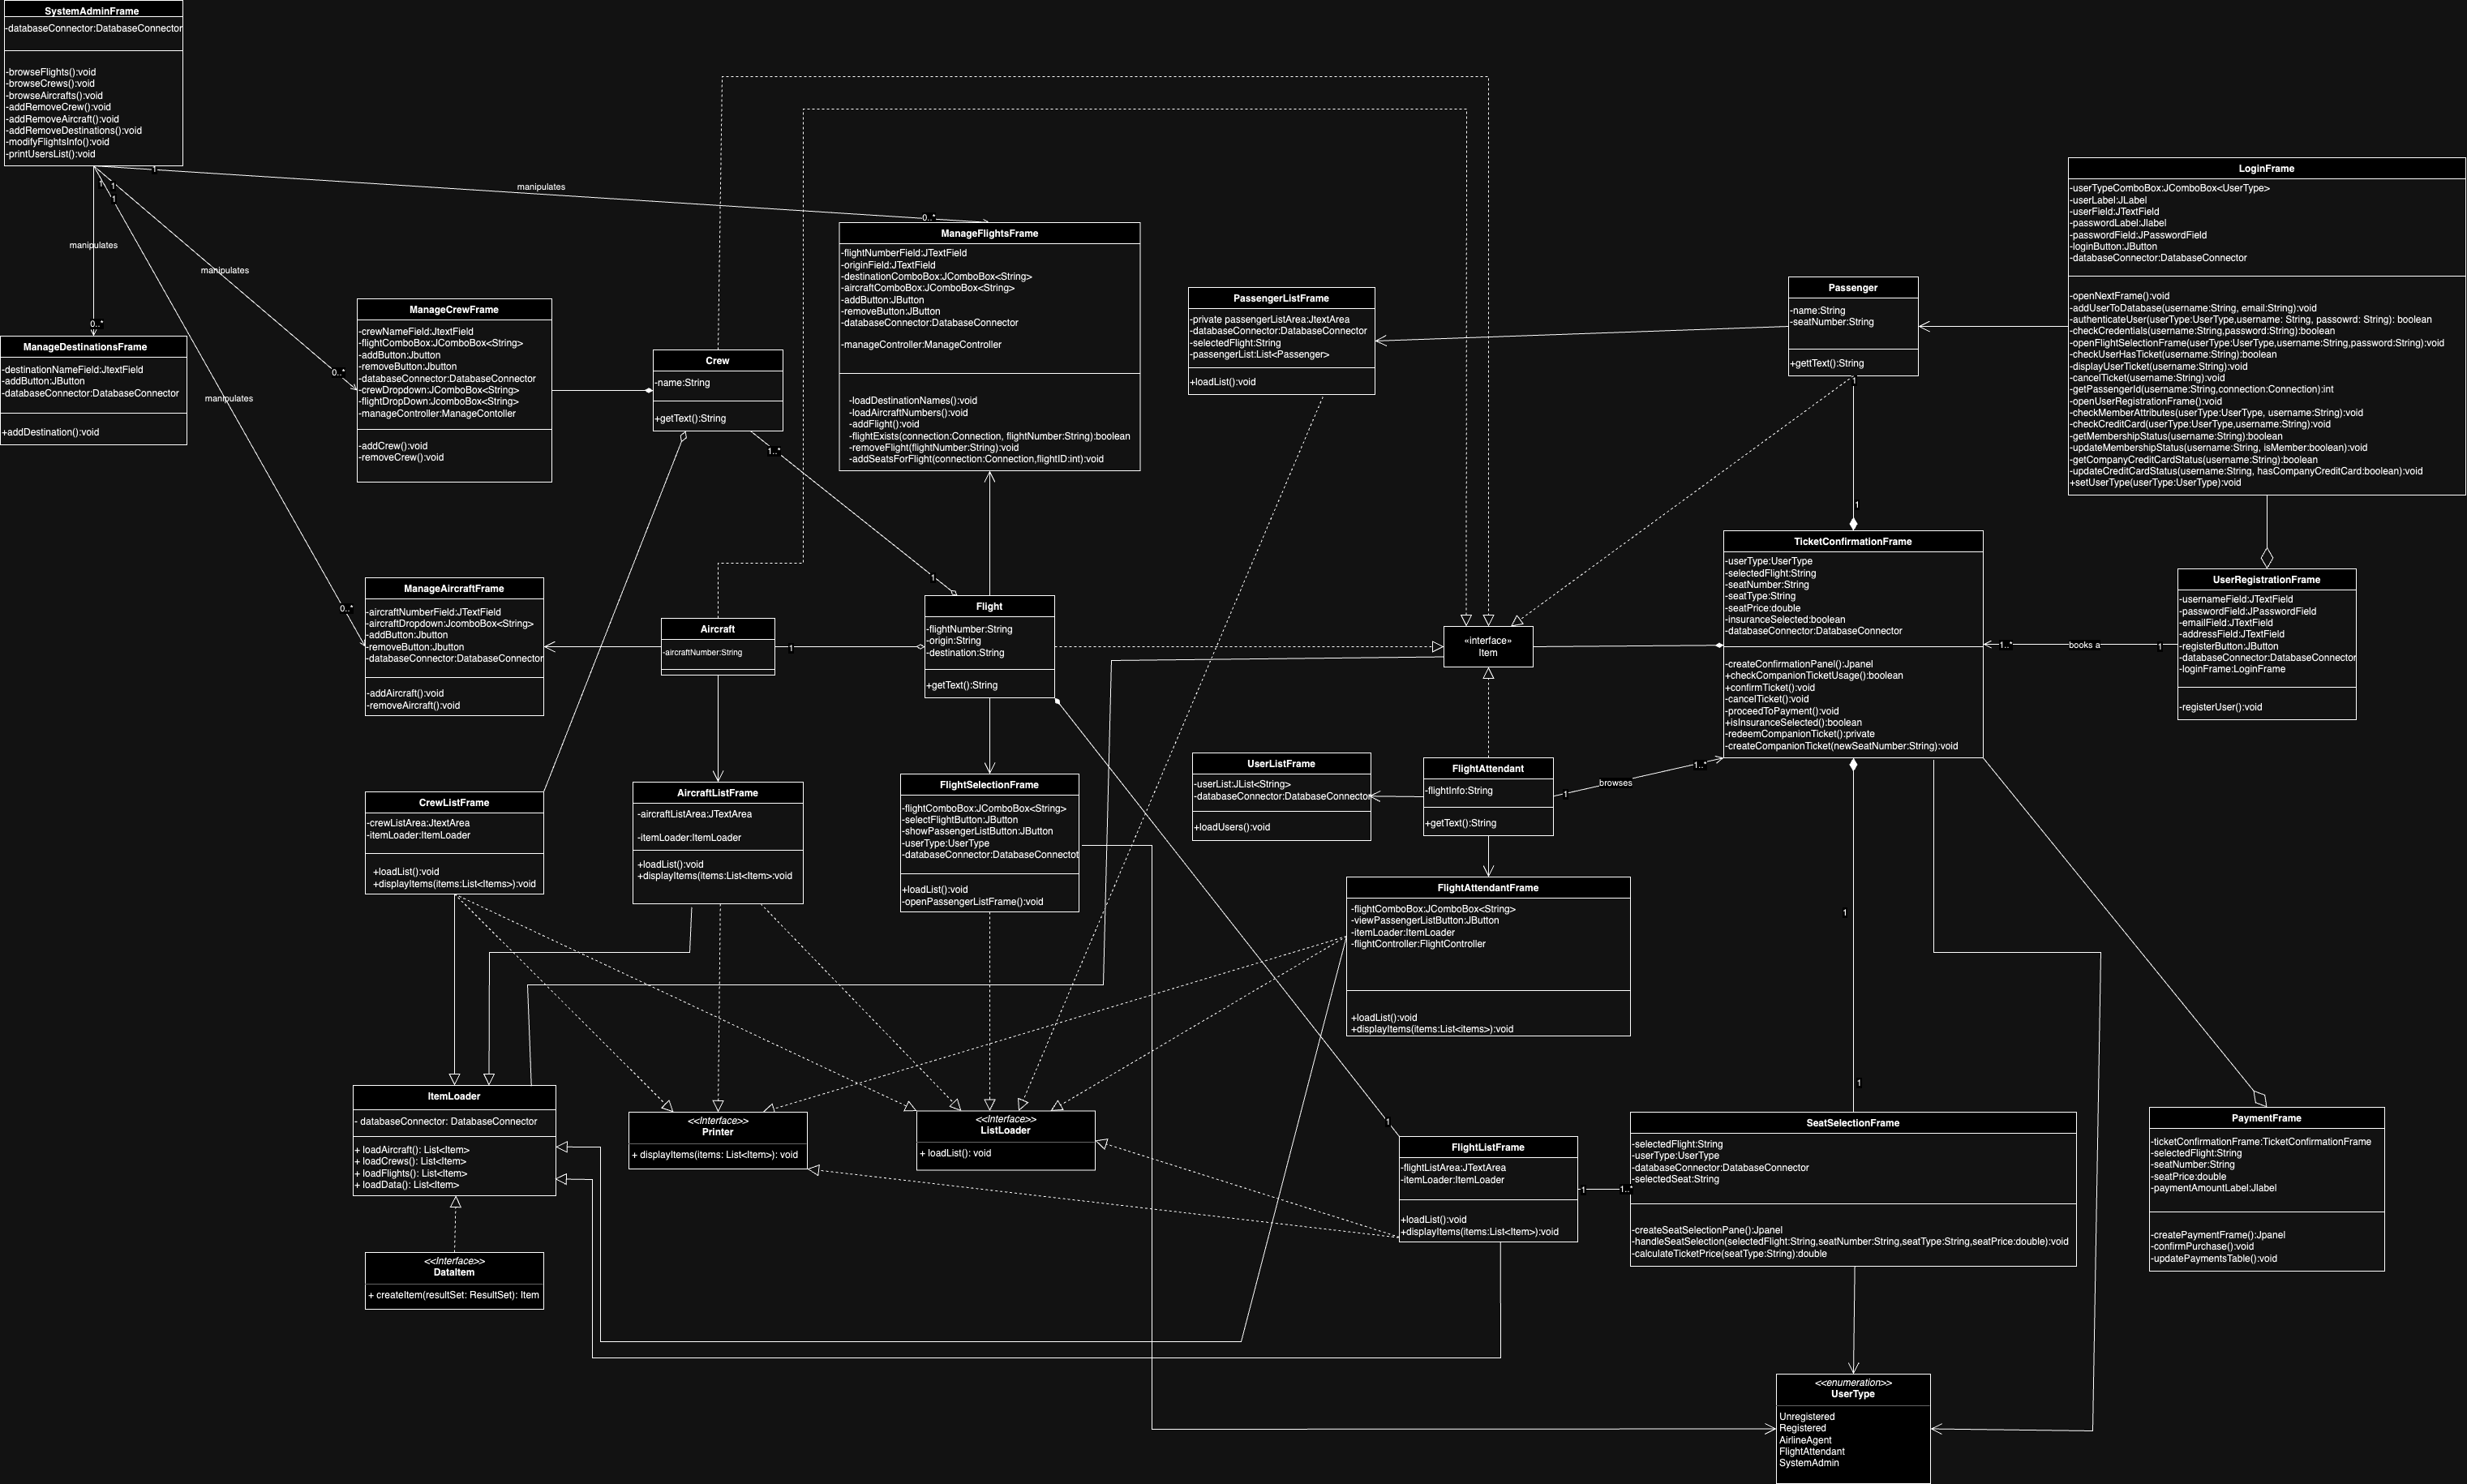 SystemAdminFrame
-databaseConnector:DatabaseConnector
-browseFlights():void
-browseCrews():void
-browseAircrafts():void
-addRemoveCrew():void
-addRemoveAircraft():void
-addRemoveDestinations():void
-modifyFlightsInfo():void
-printUsersList():void
1
1
1
1
manipulates
0..*
manipulates
0..*
manipulates
0..*
manipulates
0..*
ManageDestinationsFrame
-destinationNameField:JtextField
-addButton:JButton
-databaseConnector:DatabaseConnector
+addDestination():void
ManageCrewFrame
-crewNameField:JtextField
-flightComboBox:JComboBox<String>
-addButton:Jbutton
-removeButton:JButton
-databaseConnector:DatabaseConnector
-crewDropdown:JComboBox<String>
-flightDropDown:JcomboBox<String>
-manageController:ManageContoller
-addCrew():void
-removeCrew():void
Crew
-name:String
+getText():String
1..*
1
ManageFlightsFrame
-flightNumberField:JTextField
-originField:JTextField
-destinationComboBox:JComboBox<String>
-aircraftComboBox:JComboBox<String>
-addButton:JButton
-removeButton:JButton
-databaseConnector:DatabaseConnector
-manageController:ManageController
-loadDestinationNames():void
-loadAircraftNumbers():void
-addFlight():void
-flightExists(connection:Connection, flightNumber:String):boolean
-removeFlight(flightNumber:String):void
-addSeatsForFlight(connection:Connection,flightID:int):void
PassengerListFrame
-private passengerListArea:JtextArea
-databaseConnector:DatabaseConnector
-selectedFlight:String
-passengerList:List<Passenger>
+loadList():void
Passenger
-name:String
-seatNumber:String
+gettText():String
1
1
LoginFrame
-userTypeComboBox:JComboBox<UserType>
-userLabel:JLabel
-userField:JTextField
-passwordLabel:Jlabel
-passwordField:JPasswordField
-loginButton:JButton
-databaseConnector:DatabaseConnector
-openNextFrame():void
-addUserToDatabase(username:String, email:String):void
-authenticateUser(userType:UserType,username: String, passowrd: String): boolean
-checkCredentials(username:String,password:String):boolean
-openFlightSelectionFrame(userType:UserType,username:String,password:String):void
-checkUserHasTicket(username:String):boolean
-displayUserTicket(username:String):void
-cancelTicket(username:String):void
-getPassengerId(username:String,connection:Connection):int
-openUserRegistrationFrame():void
-checkMemberAttributes(userType:UserType, username:String):void
-checkCreditCard(userType:UserType,username:String):void
-getMembershipStatus(username:String):boolean
-updateMembershipStatus(username:String, isMember:boolean):void
-getCompanyCreditCardStatus(username:String):boolean
-updateCreditCardStatus(username:String, hasCompanyCreditCard:boolean):void
+setUserType(userType:UserType):void
ManageAircraftFrame
-aircraftNumberField:JTextField
-aircraftDropdown:JcomboBox<String>
-addButton:Jbutton
-removeButton:Jbutton
-databaseConnector:DatabaseConnector
-addAircraft():void
-removeAircraft():void
Aircraft
-aircraftNumber:String
1
Flight
-flightNumber:String
-origin:String
-destination:String
+getText():String
«interface»
Item
TicketConfirmationFrame
-userType:UserType
-selectedFlight:String
-seatNumber:String
-seatType:String
-seatPrice:double
-insuranceSelected:boolean
-databaseConnector:DatabaseConnector
-createConfirmationPanel():Jpanel
+checkCompanionTicketUsage():boolean
+confirmTicket():void
-cancelTicket():void
-proceedToPayment():void
+isInsuranceSelected():boolean
-redeemCompanionTicket():private
-createCompanionTicket(newSeatNumber:String):void
1..*
books a
1
UserRegistrationFrame
-usernameField:JTextField
-passwordField:JPasswordField
-emailField:JTextField
-addressField:JTextField
-registerButton:JButton
-databaseConnector:DatabaseConnector
-loginFrame:LoginFrame
-registerUser():void
CrewListFrame
-crewListArea:JtextArea
-itemLoader:ItemLoader
+loadList():void
+displayItems(items:List<Items>):void
AircraftListFrame
-aircraftListArea:JTextArea
-itemLoader:ItemLoader
+loadList():void
+displayItems(items:List<Item>:void
FlightSelectionFrame
-flightComboBox:JComboBox<String>
-selectFlightButton:JButton
-showPassengerListButton:JButton
-userType:UserType
-databaseConnector:DatabaseConnectot
+loadList():void
-openPassengerListFrame():void
UserListFrame
-userList:JList<String>
-databaseConnector:DatabaseConnector
+loadUsers():void
FlightAttendant
-flightInfo:String
+getText():String
1
browses
1..*
FlightAttendantFrame
-flightComboBox:JComboBox<String>
-viewPassengerListButton:JButton
-itemLoader:ItemLoader
-flightController:FlightController
+loadList():void
+displayItems(items:List<items>):void
1
1
ItemLoader
- databaseConnector: DatabaseConnector
+ loadAircraft(): List<Item>
+ loadCrews(): List<Item>
+ loadFlights(): List<Item>
+ loadData(): List<Item>
<<Interface>>
Printer
+ displayItems(items: List<Item>): void
<<Interface>>
ListLoader
+ loadList(): void
1
FlightListFrame
-flightListArea:JTextArea
-itemLoader:ItemLoader
+loadList():void
+displayItems(items:List<Item>):void
1
1..*
SeatSelectionFrame
-selectedFlight:String
-userType:UserType
-databaseConnector:DatabaseConnector
-selectedSeat:String
-createSeatSelectionPane():Jpanel
-handleSeatSelection(selectedFlight:String,seatNumber:String,seatType:String,seatPrice:double):void
-calculateTicketPrice(seatType:String):double
PaymentFrame
-ticketConfirmationFrame:TicketConfirmationFrame
-selectedFlight:String
-seatNumber:String
-seatPrice:double
-paymentAmountLabel:Jlabel
-createPaymentFrame():Jpanel
-confirmPurchase():void
-updatePaymentsTable():void
<<Interface>>
DataItem
+ createItem(resultSet: ResultSet): Item
<<enumeration>>
UserType
Unregistered
Registered
AirlineAgent
FlightAttendant
SystemAdmin